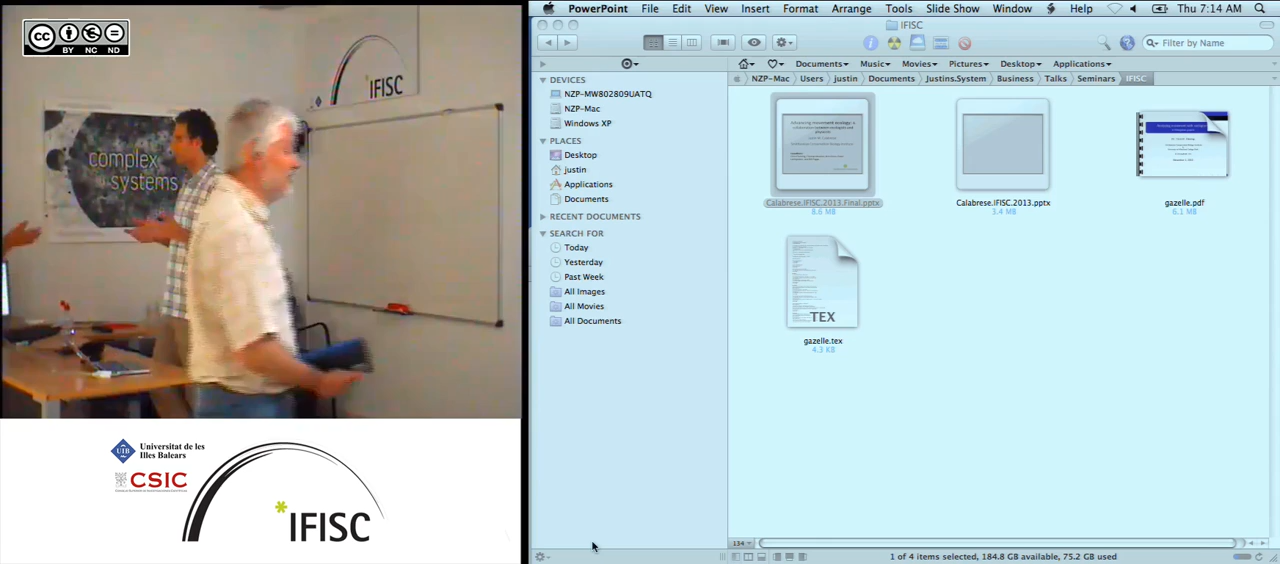 cc
BY NC ND
IFISC
complex
systems
Universitat de les
Illes Balears
UIB
CSIC
IFISC
PowerPoint File Edit View Insert Format Arrange Tools Slide Show Window Help Thu 7:14 AM
IFISC
Filter by Name
Documents Music Movies Pictures Desktop Applications
NZP-Mac Users justin Documents Justins.System Business Talks Seminars IFISC
DEVICES
NZP-MW802809UATQ
NZP-Mac
Windows XP
PLACES
Desktop
justin
Applications
Documents
RECENT DOCUMENTS
SEARCH FOR
Today
Yesterday
Past Week
All Images
All Movies
All Documents
Calabrese.IFISC.2013.Final.pptx
8.6 MB
Calabrese.IFISC.2013.pptx
3.4 MB
gazelle.pdf
6.1 MB
TEX
gazelle.tex
4.3 KB
134
1 of 4 items selected, 184.8 GB available, 75.2 GB used